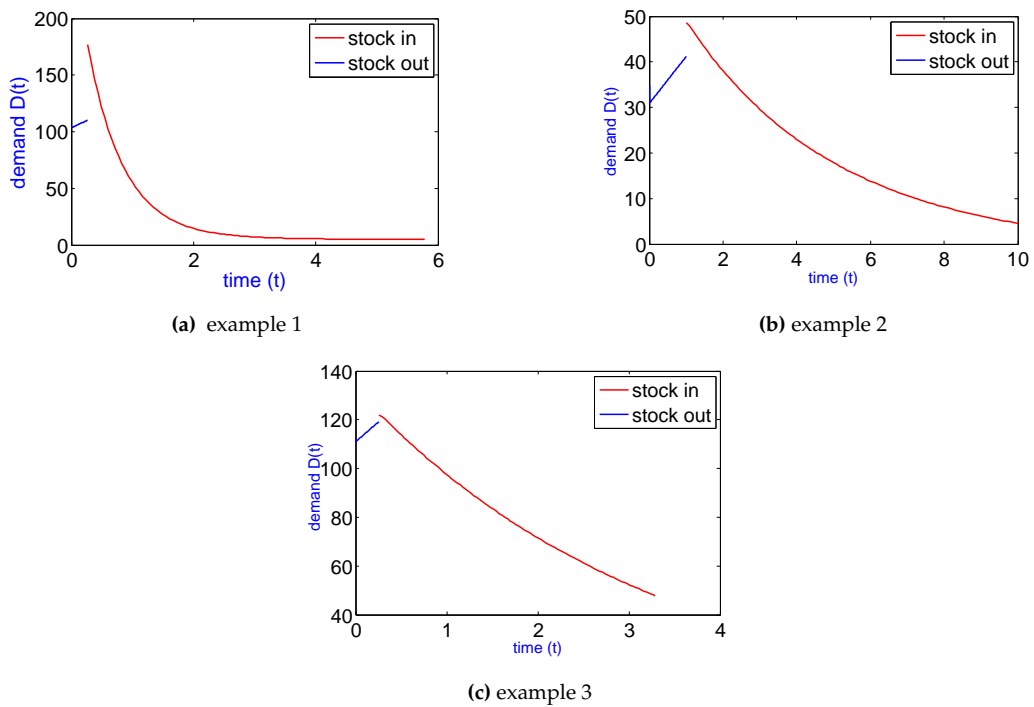 200
150
100
50
0
demand D(t)
stock in
stock out
0 2 4 6
time (t)
(a) example 1
50
40
30
20
10
0
demand D(t)
stock in
stock out
0 2 4 6 8 10
time (t)
(b) example 2
140
120
100
80
60
40
demand D(t)
stock in
stock out
0 1 2 3 4
time (t)
(c) example 3